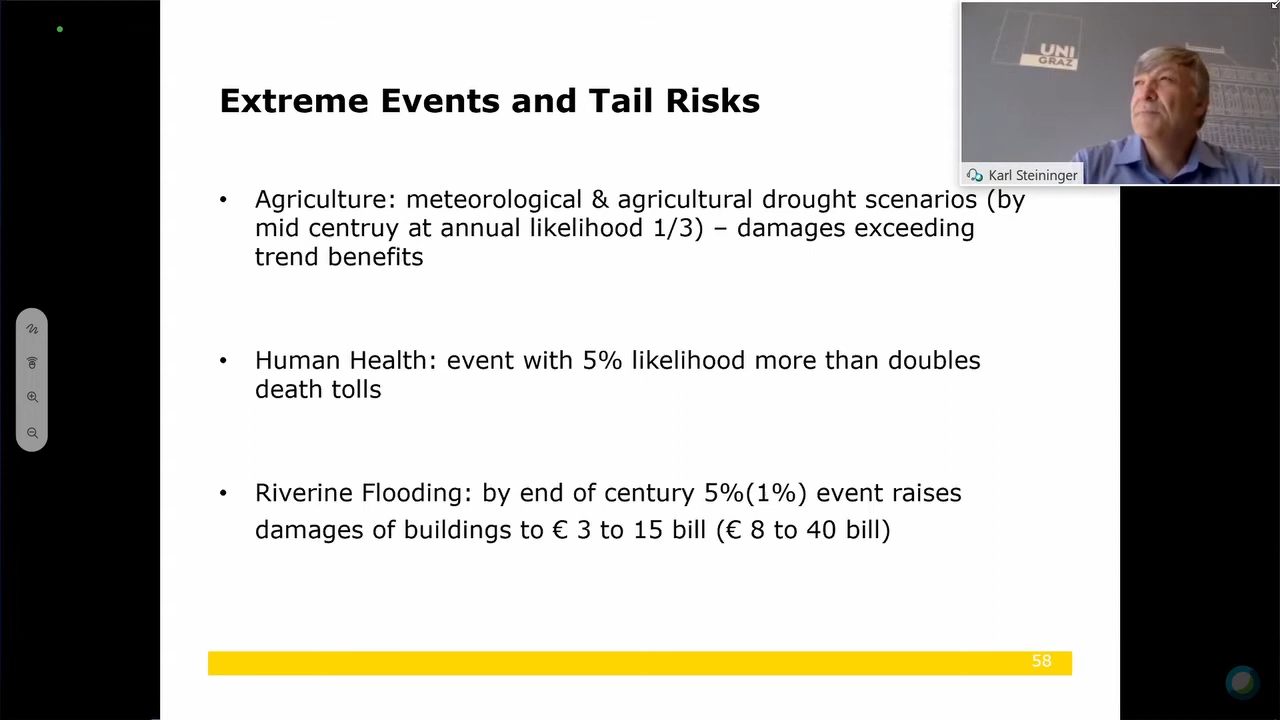 Extreme Events and Tail Risks
UNI
GRAZ
Karl Steininger
• Agriculture: meteorological & agricultural drought scenarios (by
mid centruy at annual likelihood 1/3) – damages exceeding
trend benefits
• Human Health: event with 5% likelihood more than doubles
death tolls
• Riverine Flooding: by end of century 5%(1%) event raises
damages of buildings to € 3 to 15 bill (€ 8 to 40 bill)
58